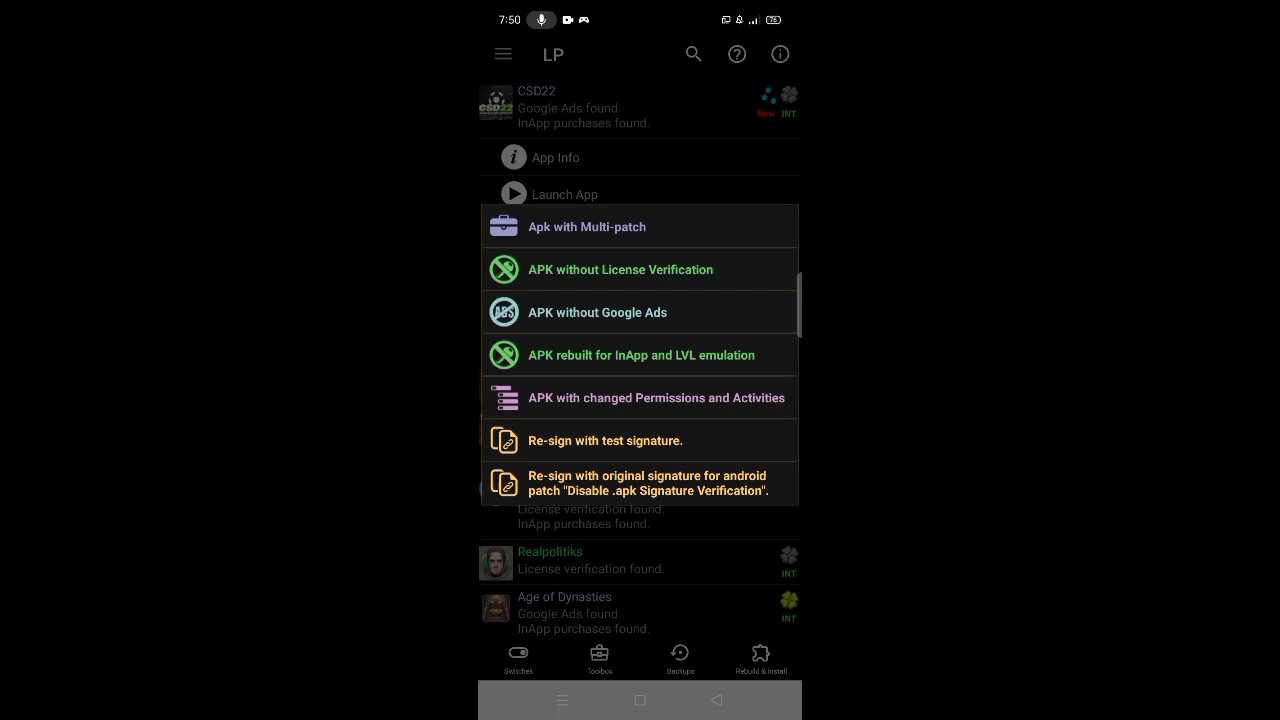 7:50
76
LP
CSD22
Google Ads found.
InApp purchases found.
New INT
CSD22
App Info
Launch App
Apk with Multi-patch
APK without License Verification
ADS
APK without Google Ads
APK rebuilt for InApp and LVL emulation
APK with changed Permissions and Activities
Re-sign with test signature.
Re-sign with original signature for android
patch "Disable .apk Signature Verification".
License verification found.
InApp purchases found.
Realpolitiks
License verification found.
INT
Age of Dynasties
Google Ads found.
InApp purchases found.
INT
Switches
Toolbox
Backups
Rebuild & Install